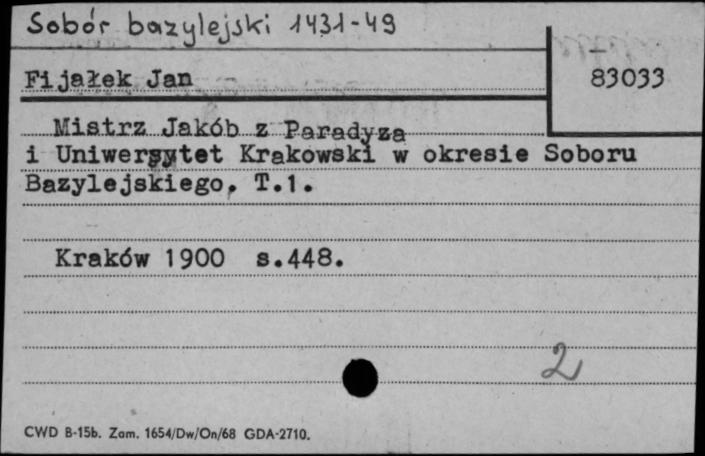 Sobór bazylejski 1431-49
Fijałek Jan
83033
Mistrz Jakób z Paradyża
i Uniwersytet Krakowski w okresie Soboru
Bazylejskiego, T.1.
Kraków 1900 s.448.
2
CWD B-15b. Zam. 1654/Dw/On/68 GDA-2710.